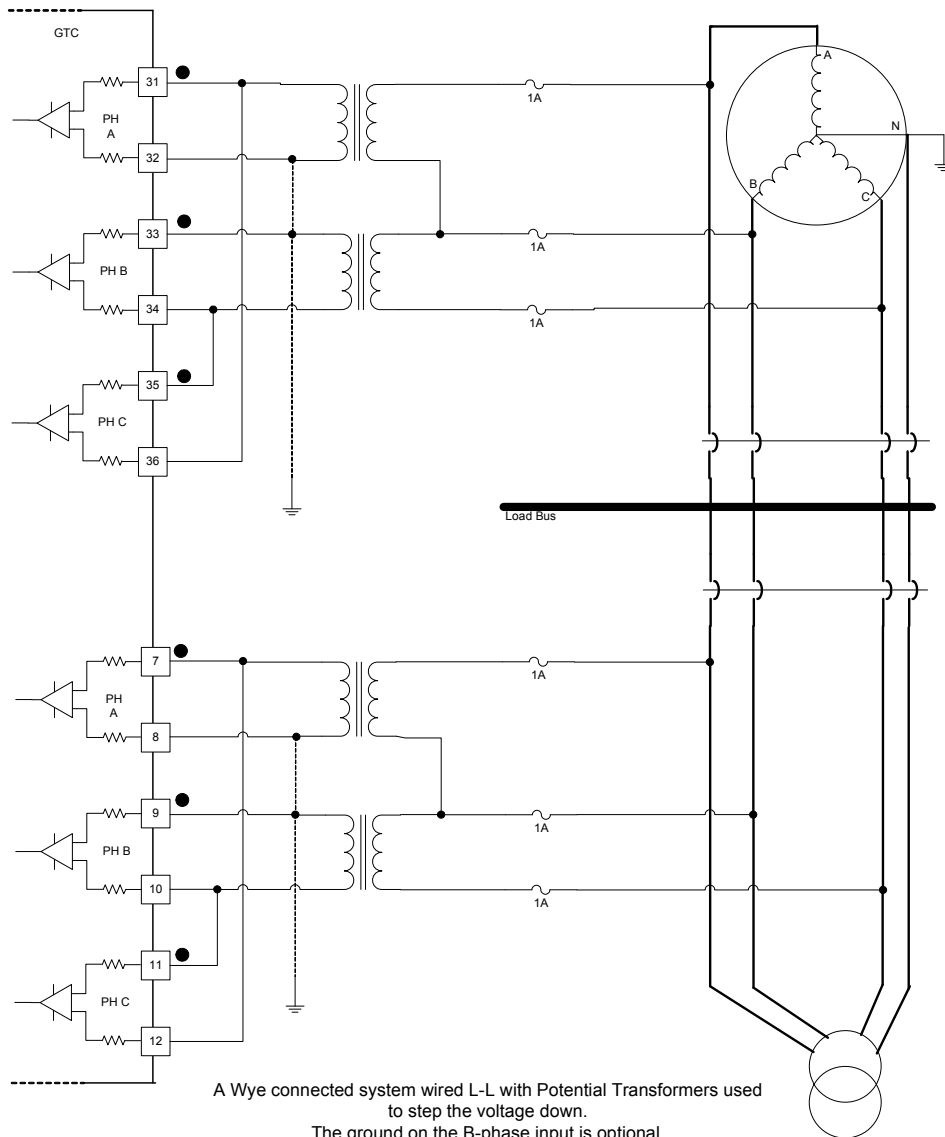 GTC
A
31
1A
PH
A
N
32
B
C
33
1A
PH B
34
1A
35
PH C
36
Load Bus
7
1A
PH
A
8
9
1A
PH B
10
1A
11
PH C
12
A Wye connected system wired L-L with Potential Transformers used
to step the voltage down.
The ground on the B-phase input is optional